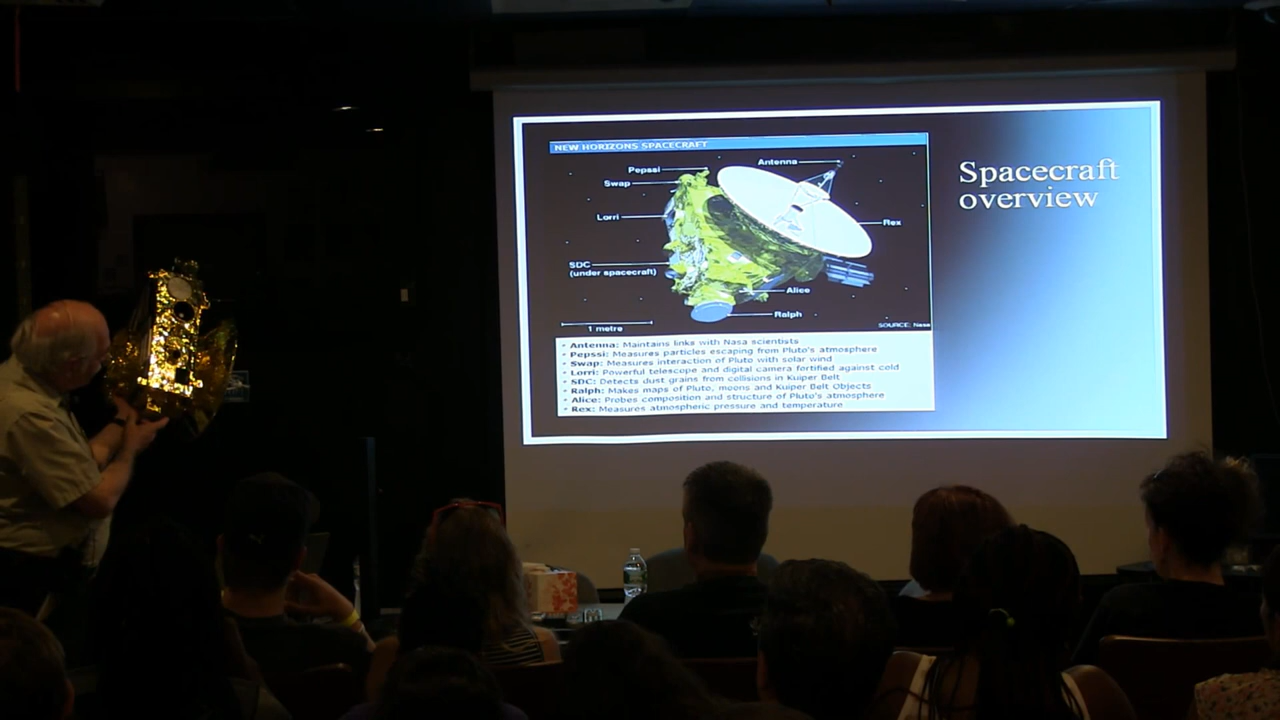 NEW HORIZONS SPACECRAFT
Antenna
Pepssi
Swap
Lorri
Rex
SDC
(under spacecraft)
Alice
Ralph
1 metre
SOURCE: Nasa
Spacecraft
overview
• Antenna: Maintains links with Nasa scientists
• Pepssi: Measures particles escaping from Pluto's atmosphere
• Swap: Measures interaction of Pluto with solar wind
• Lorri: Powerful telescope and digital camera fortified against cold
• SDC: Detects dust grains from collisions in Kuiper Belt
• Ralph: Makes maps of Pluto, moons and Kuiper Belt Objects
• Alice: Probes composition and structure of Pluto's atmosphere
• Rex: Measures atmospheric pressure and temperature